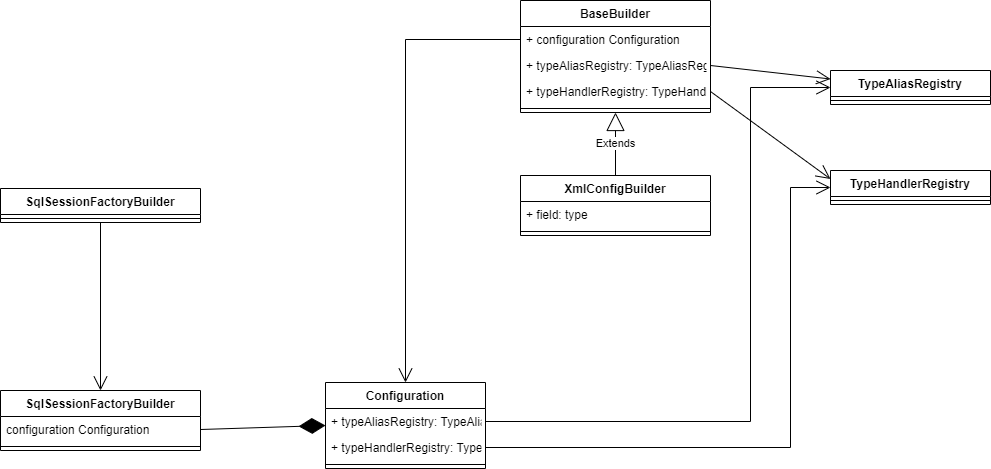 BaseBuilder
+ configuration Configuration
+ typeAliasRegistry: TypeAliasReg
+ typeHandlerRegistry: TypeHand
TypeAliasRegistry
Extends
TypeHandlerRegistry
XmlConfigBuilder
+ field: type
SqlSessionFactoryBuilder
Configuration
+ typeAliasRegistry: TypeAli
+ typeHandlerRegistry: Type
SqlSessionFactoryBuilder
configuration Configuration